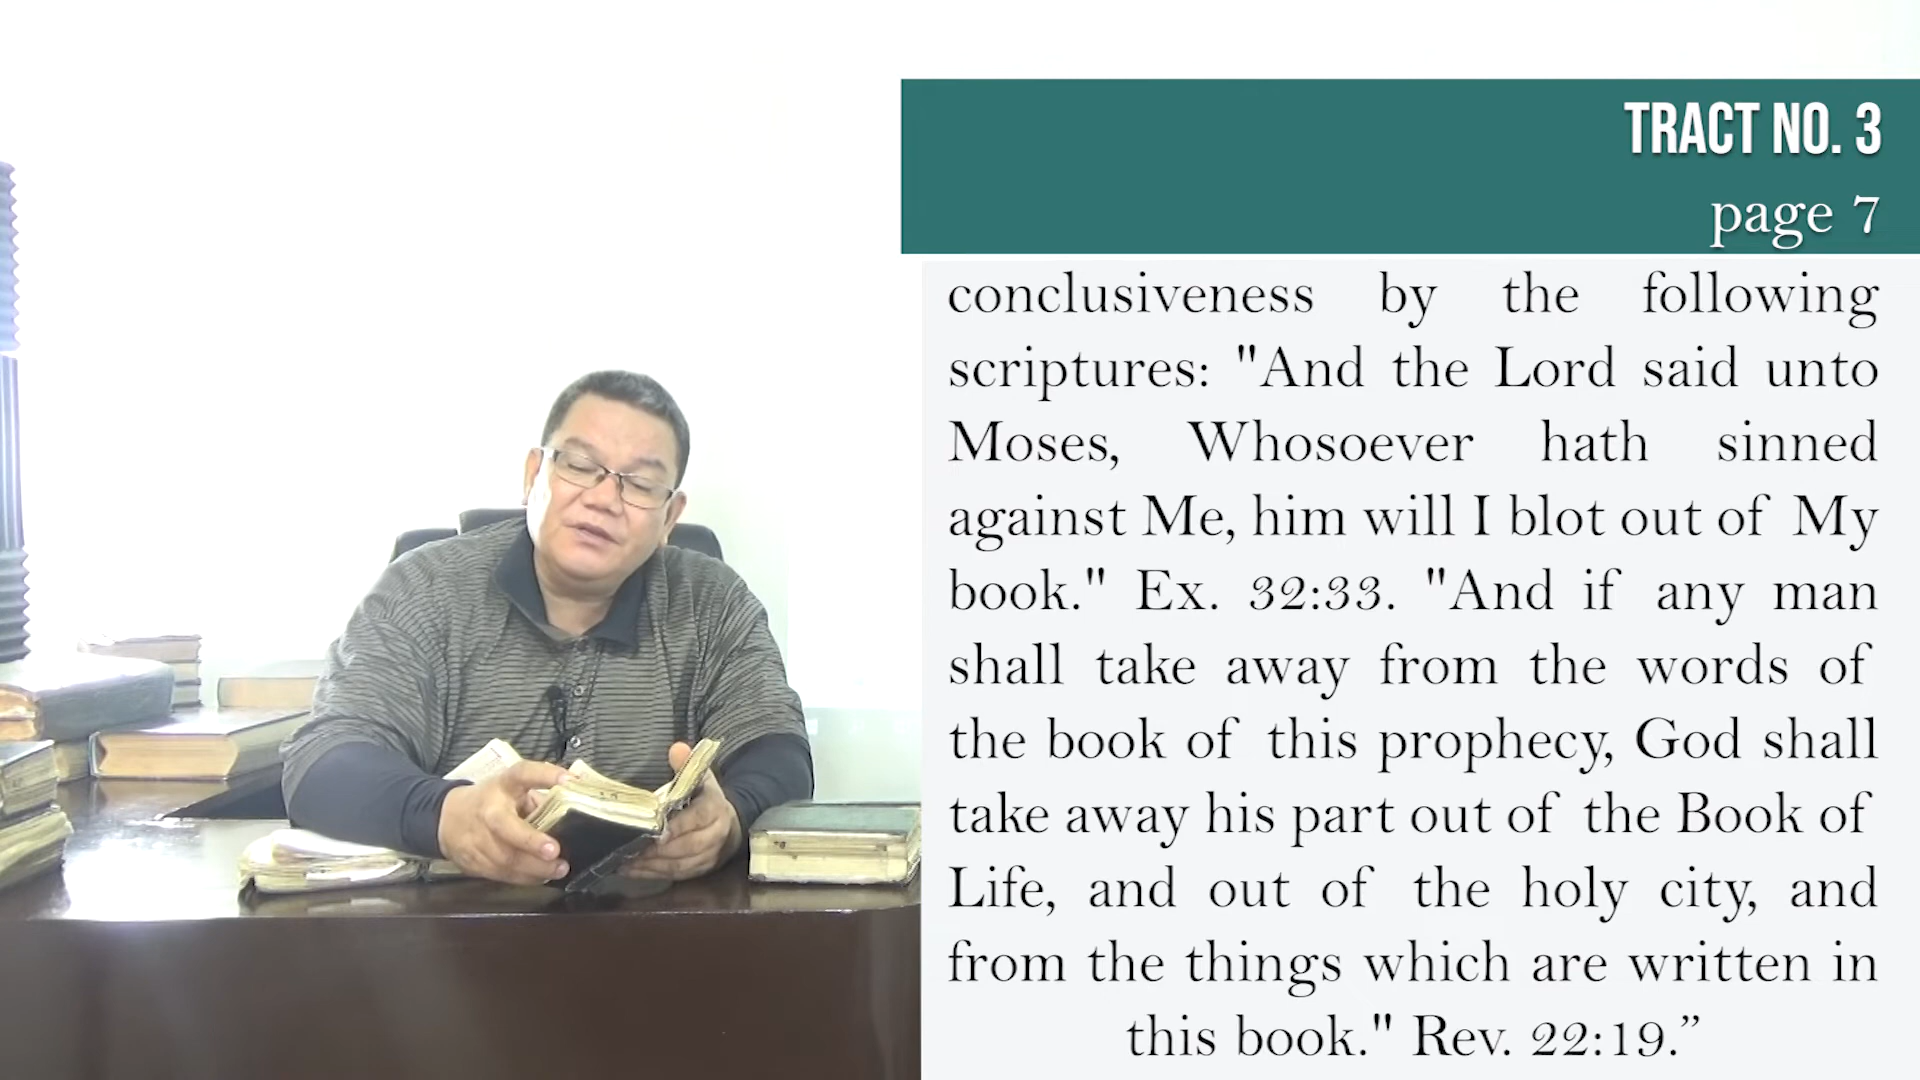 TRACT NO. 3
page 7
conclusiveness by the following
scriptures: "And the Lord said unto
Moses, Whosoever hath sinned
against Me, him will I blot out of My
book." Ex. 32:33. "And if any man
shall take away from the words of
the book of this prophecy, God shall
take away his part out of the Book of
Life, and out of the holy city, and
from the things which are written in
this book." Rev. 22:19.”